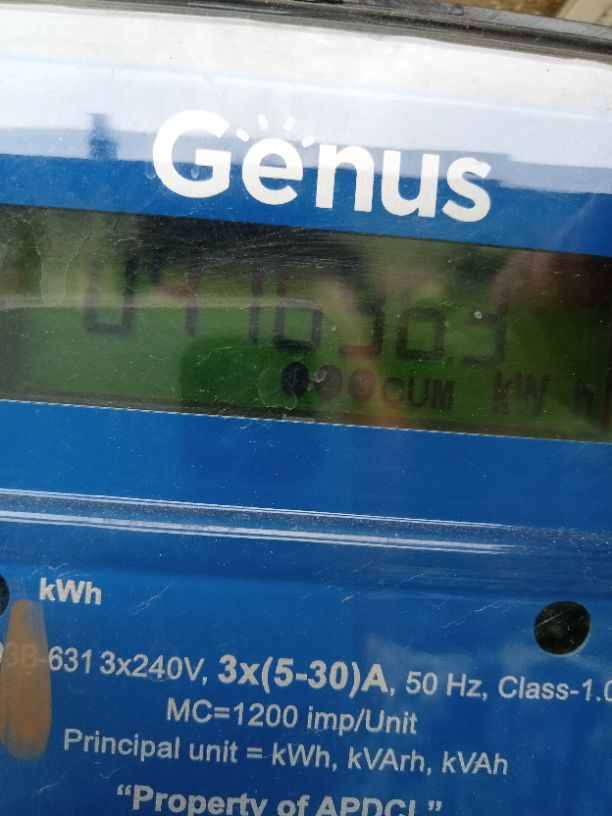 Genus
CUM kW h
kWh
-631 3x240V, 3x(5-30)A, 50 Hz, Class-1.0
MC=1200 imp/Unit
Principal unit = kWh, kVArh, kVAh
“Property of APDCL”